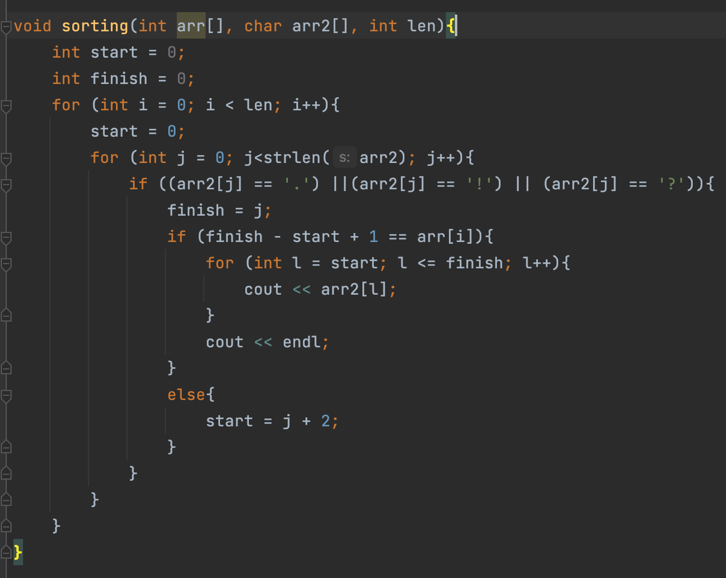 void sorting(int arr[], char arr2[], int len){
    int start = 0;
    int finish = 0;
    for (int i = 0; i < len; i++){
        start = 0;
        for (int j = 0; j<strlen( s: arr2); j++){
            if ((arr2[j] == '.') ||(arr2[j] == '!') || (arr2[j] == '?')){
                finish = j;
                if (finish - start + 1 == arr[i]){
                    for (int l = start; l <= finish; l++){
                        cout << arr2[l];
                    }
                    cout << endl;
                }
                else{
                    start = j + 2;
                }
            }
        }
    }
}